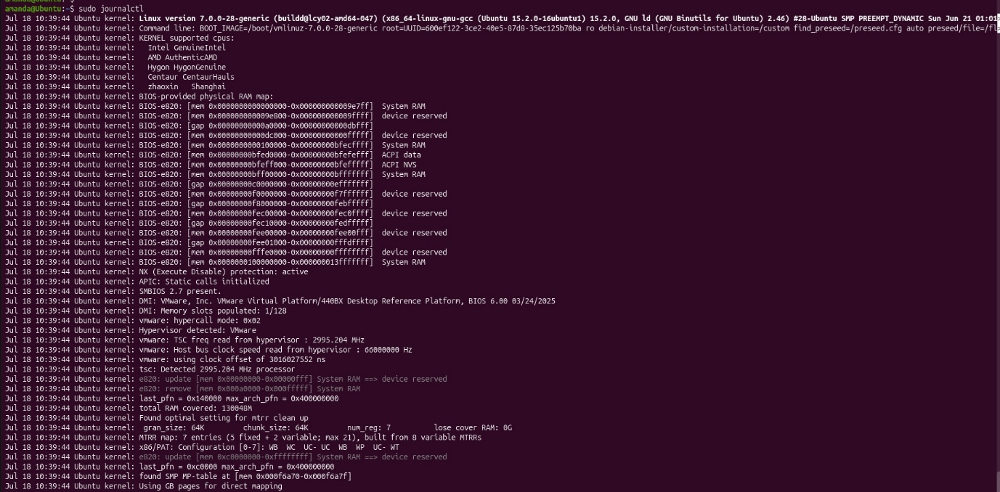 amanda@Ubuntu:~$ sudo journalctl
Jul 18 10:39:44 Ubuntu kernel: Linux version 7.0.0-28-generic (buildd@lcy02-amd64-047) (x86_64-linux-gnu-gcc (Ubuntu 15.2.0-16ubuntu1) 15.2.0, GNU ld (GNU Binutils for Ubuntu) 2.46) #28-Ubuntu SMP PREEMPT_DYNAMIC Sun Jun 21 01:01
Jul 18 10:39:44 Ubuntu kernel: Command line: BOOT_IMAGE=/boot/vmlinuz-7.0.0-28-generic root=UUID=600ef122-3ce2-40e5-87d8-35ec125b70ba ro debian-installer/custom-installation=/custom find_preseed=/preseed.cfg auto preseed/file=/fl
Jul 18 10:39:44 Ubuntu kernel: KERNEL supported cpus:
Jul 18 10:39:44 Ubuntu kernel:   Intel GenuineIntel
Jul 18 10:39:44 Ubuntu kernel:   AMD AuthenticAMD
Jul 18 10:39:44 Ubuntu kernel:   Hygon HygonGenuine
Jul 18 10:39:44 Ubuntu kernel:   Centaur CentaurHauls
Jul 18 10:39:44 Ubuntu kernel:   zhaoxin   Shanghai
Jul 18 10:39:44 Ubuntu kernel: BIOS-provided physical RAM map:
Jul 18 10:39:44 Ubuntu kernel: BIOS-e820: [mem 0x0000000000000000-0x000000000009e7ff]  System RAM
Jul 18 10:39:44 Ubuntu kernel: BIOS-e820: [mem 0x000000000009e800-0x000000000009ffff]  device reserved
Jul 18 10:39:44 Ubuntu kernel: BIOS-e820: [gap 0x00000000000a0000-0x00000000000dbfff]
Jul 18 10:39:44 Ubuntu kernel: BIOS-e820: [mem 0x00000000000dc000-0x00000000000fffff]  device reserved
Jul 18 10:39:44 Ubuntu kernel: BIOS-e820: [mem 0x0000000000100000-0x00000000bfecffff]  System RAM
Jul 18 10:39:44 Ubuntu kernel: BIOS-e820: [mem 0x00000000bfed0000-0x00000000bfefefff]  ACPI data
Jul 18 10:39:44 Ubuntu kernel: BIOS-e820: [mem 0x00000000bfeff000-0x00000000bfefffff]  ACPI NVS
Jul 18 10:39:44 Ubuntu kernel: BIOS-e820: [mem 0x00000000bff00000-0x00000000bfffffff]  System RAM
Jul 18 10:39:44 Ubuntu kernel: BIOS-e820: [gap 0x00000000c0000000-0x00000000efffffff]
Jul 18 10:39:44 Ubuntu kernel: BIOS-e820: [mem 0x00000000f0000000-0x00000000f7ffffff]  device reserved
Jul 18 10:39:44 Ubuntu kernel: BIOS-e820: [gap 0x00000000f8000000-0x00000000febfffff]
Jul 18 10:39:44 Ubuntu kernel: BIOS-e820: [mem 0x00000000fec00000-0x00000000fec0ffff]  device reserved
Jul 18 10:39:44 Ubuntu kernel: BIOS-e820: [gap 0x00000000fec10000-0x00000000fedfffff]
Jul 18 10:39:44 Ubuntu kernel: BIOS-e820: [mem 0x00000000fee00000-0x00000000fee00fff]  device reserved
Jul 18 10:39:44 Ubuntu kernel: BIOS-e820: [gap 0x00000000fee01000-0x00000000fffdffff]
Jul 18 10:39:44 Ubuntu kernel: BIOS-e820: [mem 0x00000000fffe0000-0x00000000ffffffff]  device reserved
Jul 18 10:39:44 Ubuntu kernel: BIOS-e820: [mem 0x0000000100000000-0x000000013fffffff]  System RAM
Jul 18 10:39:44 Ubuntu kernel: NX (Execute Disable) protection: active
Jul 18 10:39:44 Ubuntu kernel: APIC: Static calls initialized
Jul 18 10:39:44 Ubuntu kernel: SMBIOS 2.7 present.
Jul 18 10:39:44 Ubuntu kernel: DMI: VMware, Inc. VMware Virtual Platform/440BX Desktop Reference Platform, BIOS 6.00 03/24/2025
Jul 18 10:39:44 Ubuntu kernel: DMI: Memory slots populated: 1/128
Jul 18 10:39:44 Ubuntu kernel: vmware: hypercall mode: 0x02
Jul 18 10:39:44 Ubuntu kernel: Hypervisor detected: VMware
Jul 18 10:39:44 Ubuntu kernel: vmware: TSC freq read from hypervisor : 2995.204 MHz
Jul 18 10:39:44 Ubuntu kernel: vmware: Host bus clock speed read from hypervisor : 66000000 Hz
Jul 18 10:39:44 Ubuntu kernel: vmware: using clock offset of 3016027552 ns
Jul 18 10:39:44 Ubuntu kernel: tsc: Detected 2995.204 MHz processor
Jul 18 10:39:44 Ubuntu kernel: e820: update [mem 0x00000000-0x00000fff] System RAM ==> device reserved
Jul 18 10:39:44 Ubuntu kernel: e820: remove [mem 0x000a0000-0x000fffff] System RAM
Jul 18 10:39:44 Ubuntu kernel: last_pfn = 0x140000 max_arch_pfn = 0x400000000
Jul 18 10:39:44 Ubuntu kernel: total RAM covered: 130048M
Jul 18 10:39:44 Ubuntu kernel: Found optimal setting for mtrr clean up
Jul 18 10:39:44 Ubuntu kernel:  gran_size: 64K         chunk_size: 64K         num_reg: 7          lose cover RAM: 0G
Jul 18 10:39:44 Ubuntu kernel: MTRR map: 7 entries (5 fixed + 2 variable; max 21), built from 8 variable MTRRs
Jul 18 10:39:44 Ubuntu kernel: x86/PAT: Configuration [0-7]: WB  WC  UC- UC  WB  WP  UC- WT
Jul 18 10:39:44 Ubuntu kernel: e820: update [mem 0xc0000000-0xffffffff] System RAM ==> device reserved
Jul 18 10:39:44 Ubuntu kernel: last_pfn = 0xc0000 max_arch_pfn = 0x400000000
Jul 18 10:39:44 Ubuntu kernel: found SMP MP-table at [mem 0x000f6a70-0x000f6a7f]
Jul 18 10:39:44 Ubuntu kernel: Using GB pages for direct mapping